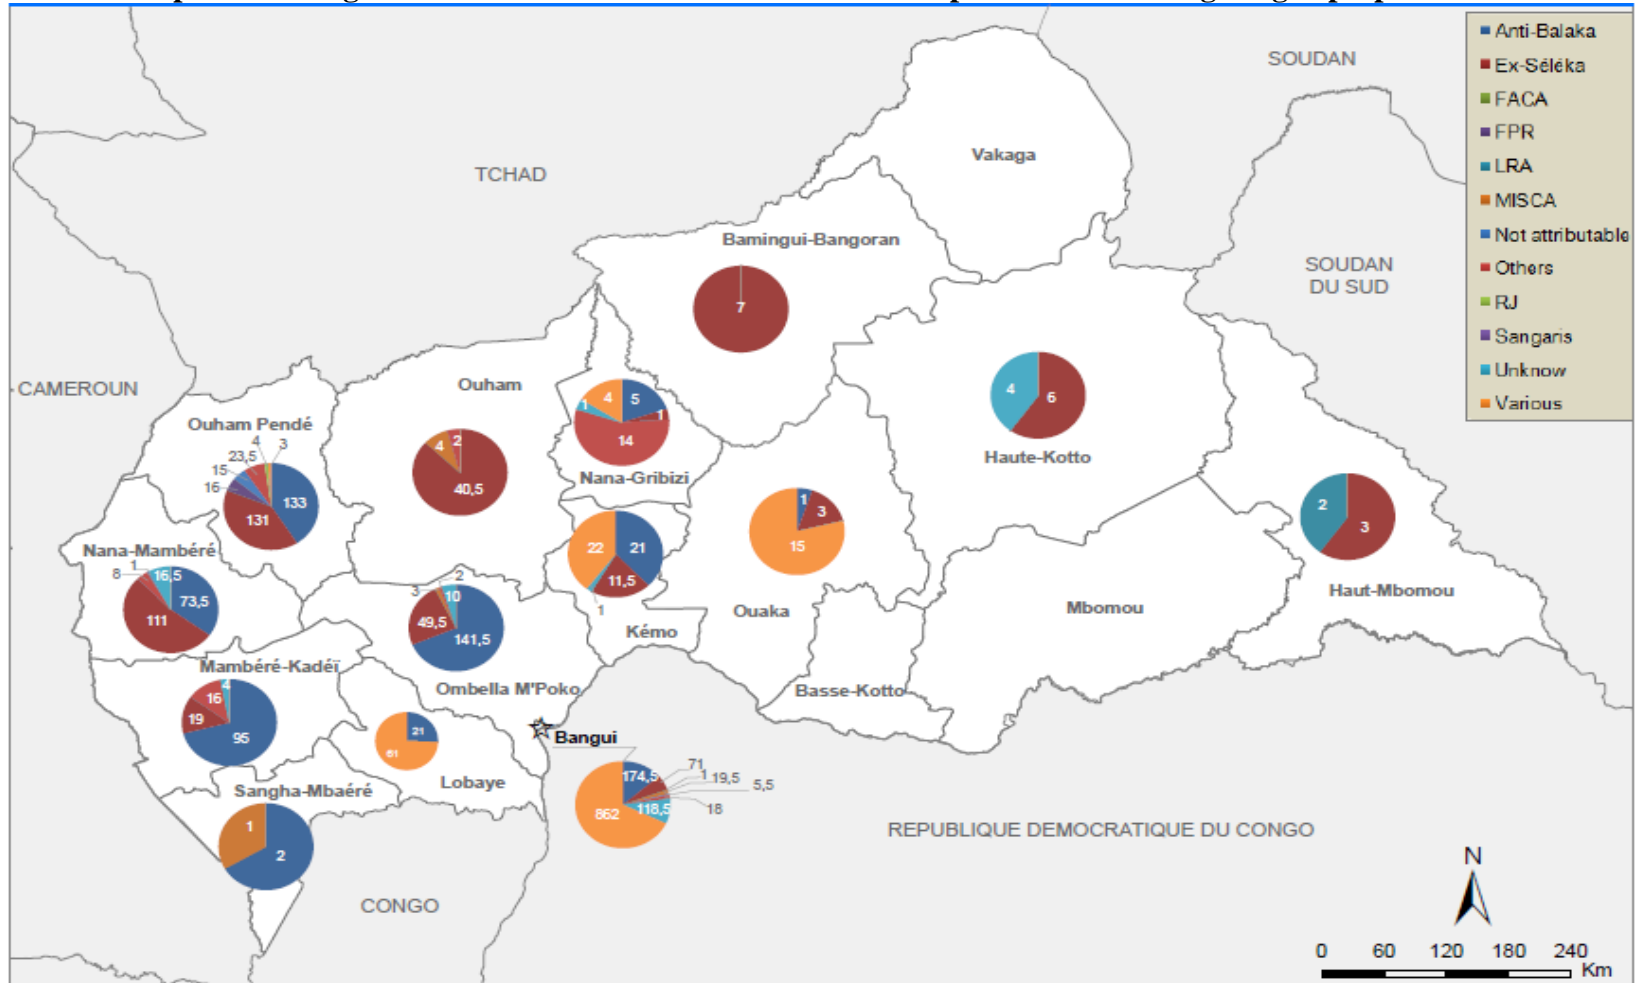 Anti-Balaka
Ex-Séléka
FACA
FPR
LRA
MISCA
Not attributable
Others
RJ
Sangaris
Unknow
Various
SOUDAN
Vakaga
TCHAD
Bamingui-Bangoran
7
SOUDAN
DU SUD
CAMEROUN
Ouham
4
2
40,5
4
5
1
1
14
Nana-Gribizi
4
6
Haute-Kotto
Ouham Pendé
4
3
23,5
15
16
133
131
1
3
15
Ouaka
2
3
Haut-Mbomou
Nana-Mambéré
1
16,5
8
73,5
111
22
21
11,5
1
Kémo
2
3
10
49,5
141,5
Ombella M'Poko
Mbomou
Basse-Kotto
Mambéré-Kadéï
4
16
19
95
21
61
Lobaye
Bangui
174,5
71
1
19,5
5,5
18
118,5
862
Sangha-Mbaéré
1
2
REPUBLIQUE DEMOCRATIQUE DU CONGO
CONGO
N
0 60 120 180 240
Km